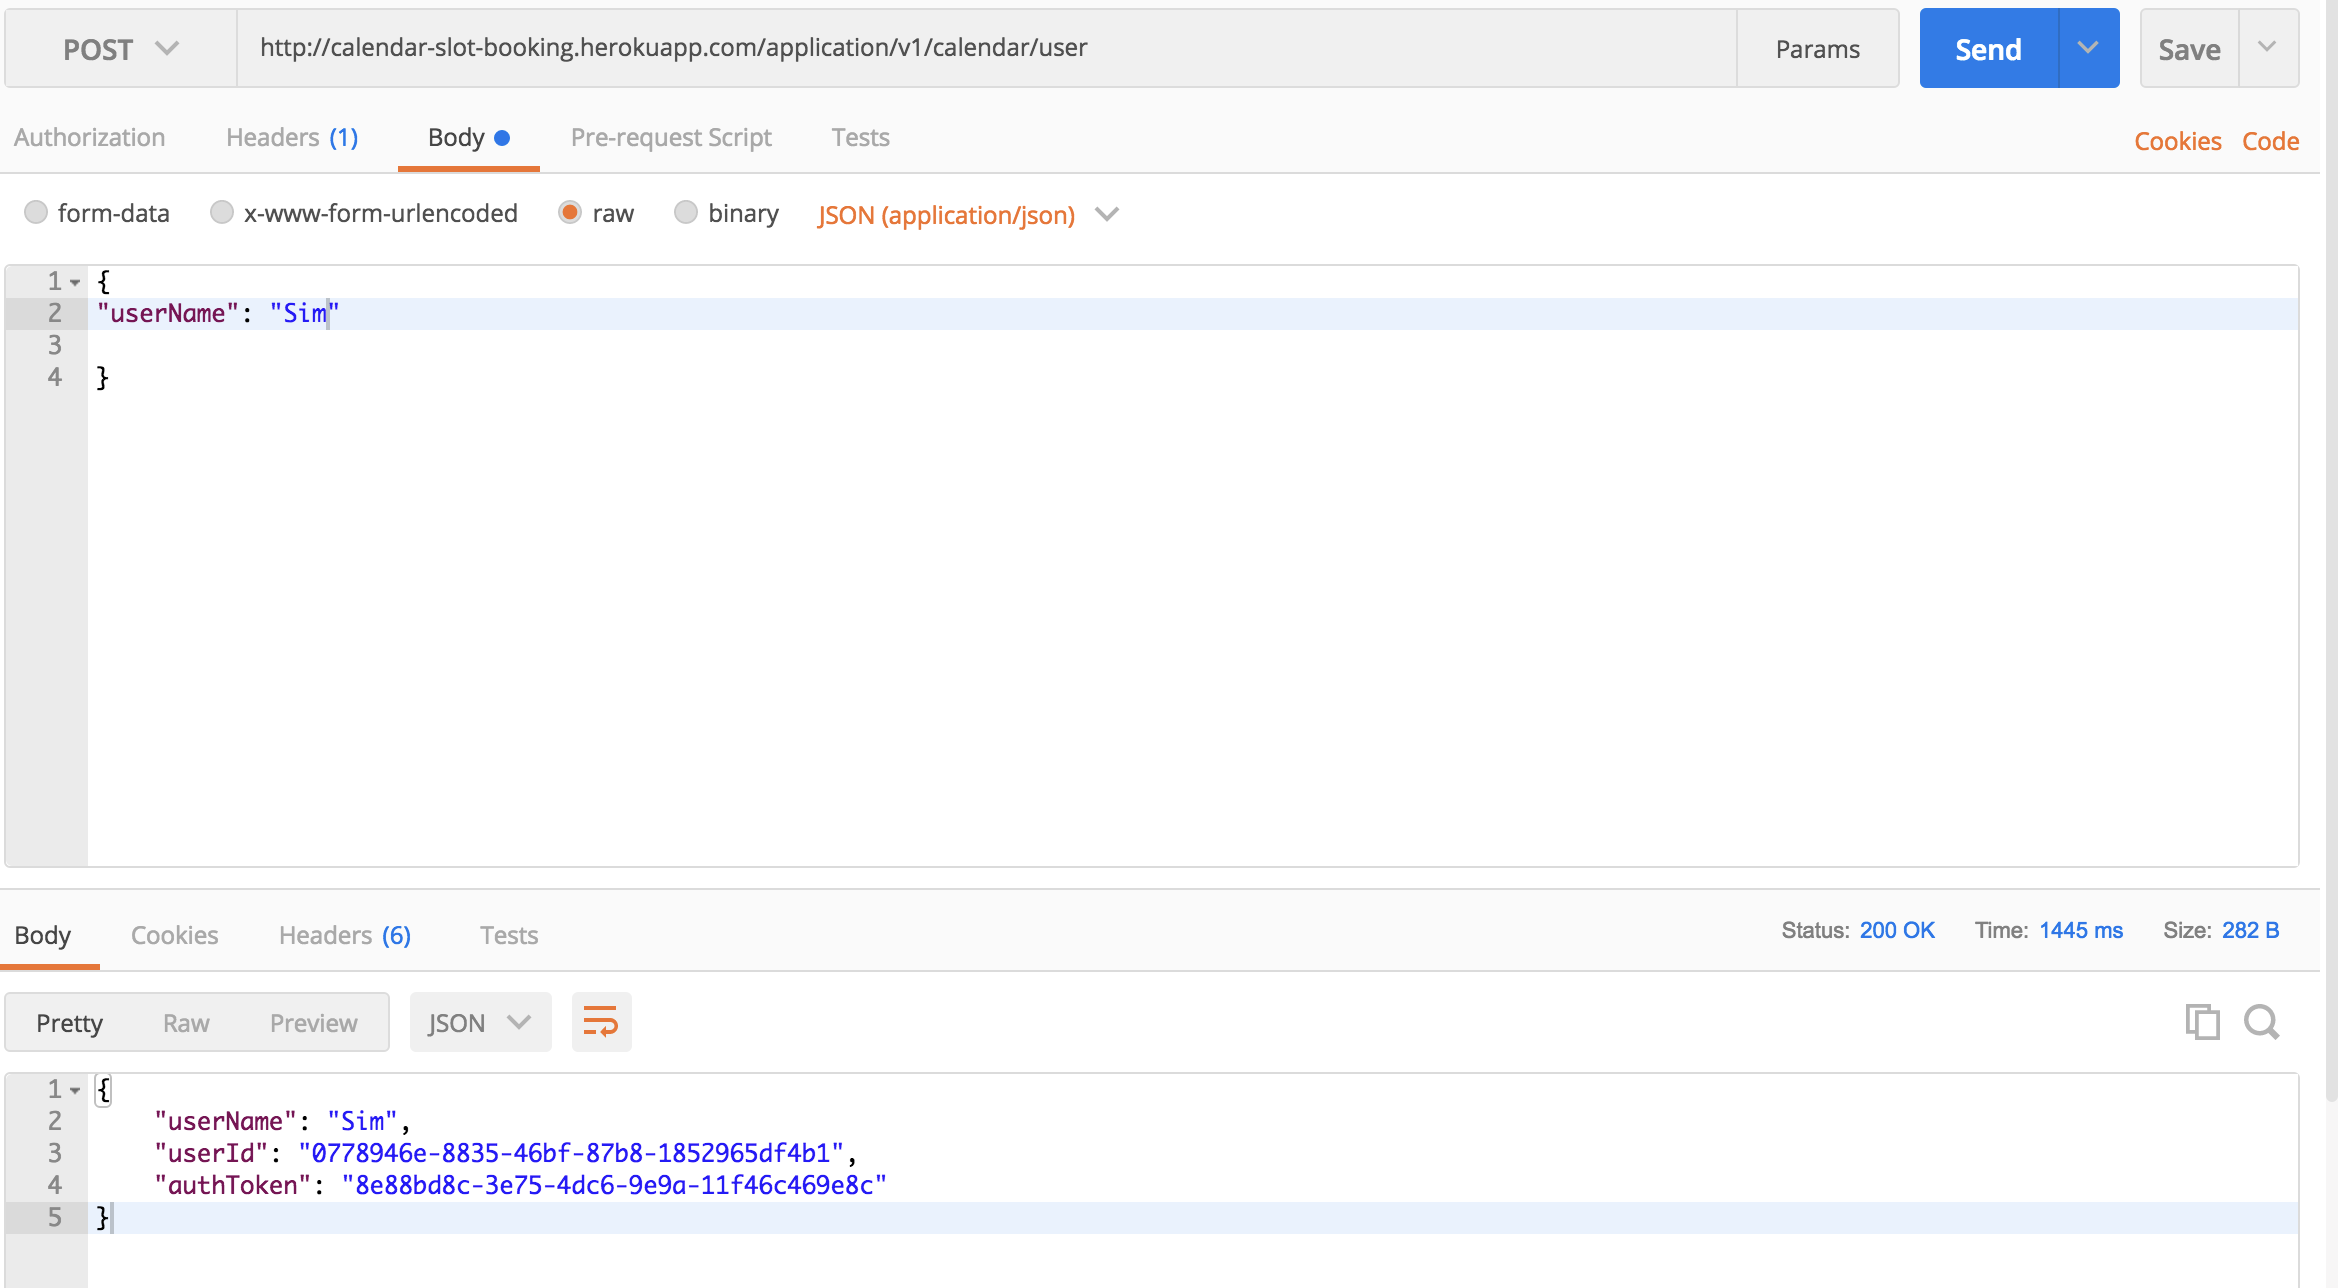 POST http://calendar-slot-booking.herokuapp.com/application/v1/calendar/user Params Send Save
Authorization Headers (1) Body Pre-request Script Tests Cookies Code
form-data x-www-form-urlencoded raw binary JSON (application/json)
1 {
2 "userName": "Sim"
3
4 }
Body Cookies Headers (6) Tests Status: 200 OK Time: 1445 ms Size: 282 B
Pretty Raw Preview JSON
1 {
2 "userName": "Sim",
3 "userId": "0778946e-8835-46bf-87b8-1852965df4b1",
4 "authToken": "8e88bd8c-3e75-4dc6-9e9a-11f46c469e8c"
5 }